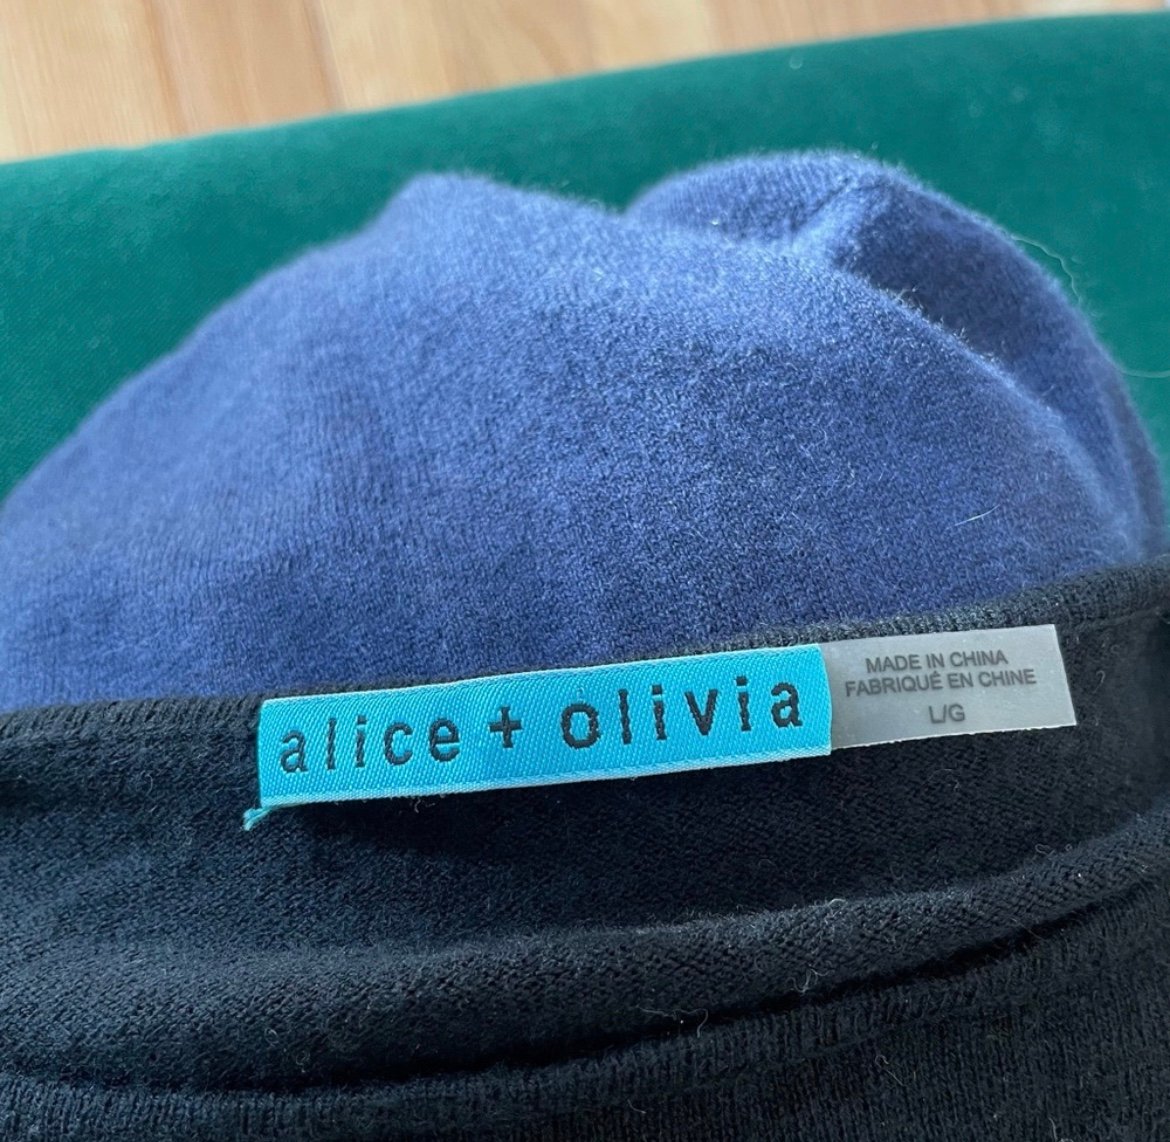 alice + olivia
MADE IN CHINA
FABRIQUÉ EN CHINE
L/G